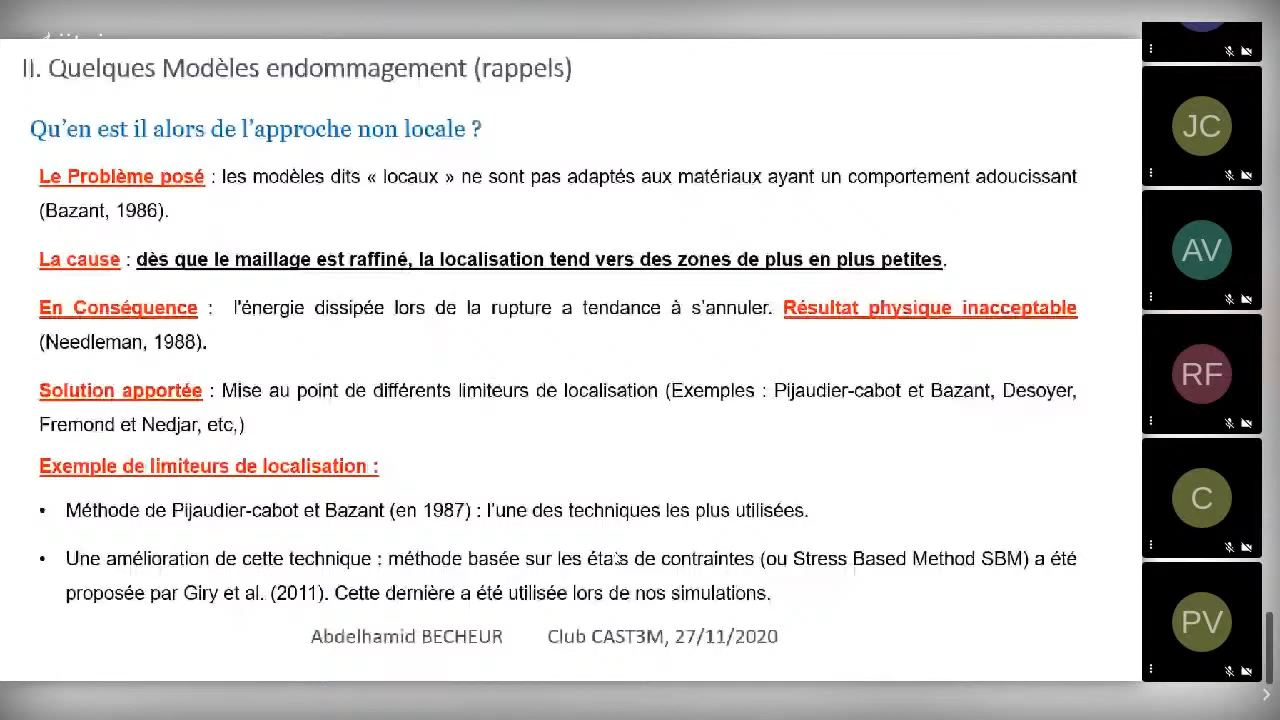 II. Quelques Modèles endommagement (rappels)
Qu'en est il alors de l'approche non locale ?
Le Problème posé : les modèles dits « locaux » ne sont pas adaptés aux matériaux ayant un comportement adoucissant
(Bazant, 1986).
La cause : dès que le maillage est raffiné, la localisation tend vers des zones de plus en plus petites.
En Conséquence : l'énergie dissipée lors de la rupture a tendance à s'annuler. Résultat physique inacceptable
(Needleman, 1988).
Solution apportée : Mise au point de différents limiteurs de localisation (Exemples : Pijaudier-cabot et Bazant, Desoyer,
Fremond et Nedjar, etc,)
Exemple de limiteurs de localisation :
• Méthode de Pijaudier-cabot et Bazant (en 1987) : l'une des techniques les plus utilisées.
• Une amélioration de cette technique : méthode basée sur les états de contraintes (ou Stress Based Method SBM) a été
proposée par Giry et al. (2011). Cette dernière a été utilisée lors de nos simulations.
Abdelhamid BECHEUR Club CAST3M, 27/11/2020
JC
AV
RF
C
PV